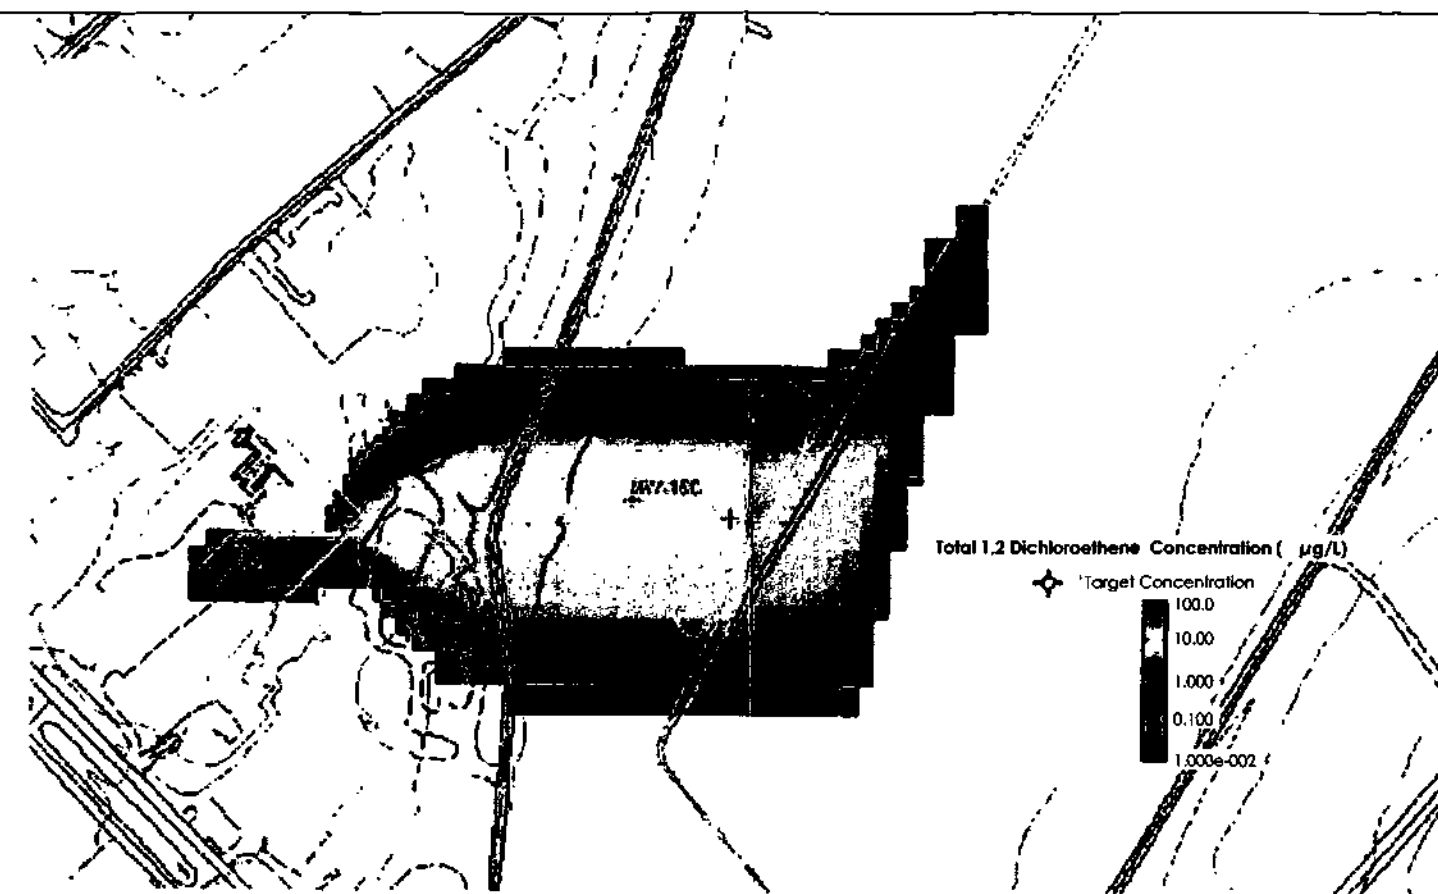 Total 1,2 Dichloroethene Concentration ( µg/L)
Target Concentration
100.0
10.00
1.000
0.100
1.000e-002